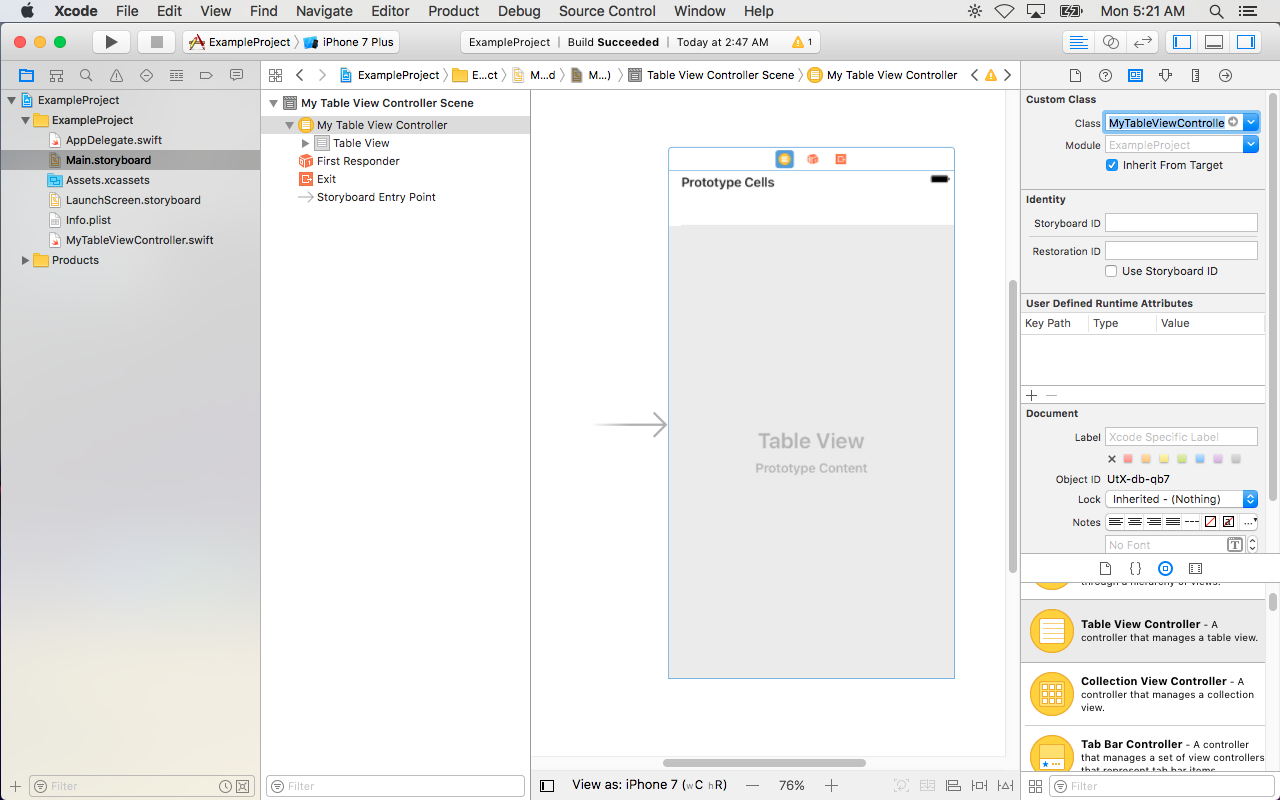 Xcode File Edit View Find Navigate Editor Product Debug Source Control Window Help Mon 5:21 AM
ExampleProject iPhone 7 Plus ExampleProject Build Succeeded Today at 2:47 AM 1
ExampleProject E...ct M...d M...) Table View Controller Scene My Table View Controller
ExampleProject
ExampleProject
AppDelegate.swift
Main.storyboard
Assets.xcassets
LaunchScreen.storyboard
Info.plist
MyTableViewController.swift
Products
Filter
My Table View Controller Scene
My Table View Controller
Table View
First Responder
Exit
Storyboard Entry Point
Filter
Prototype Cells
Table View
Prototype Content
View as: iPhone 7 (wC hR) — 76% +
Custom Class
Class MyTableViewControlle
Module ExampleProject
Inherit From Target
Identity
Storyboard ID
Restoration ID
Use Storyboard ID
User Defined Runtime Attributes
Key Path Type Value
Document
Label Xcode Specific Label
Object ID UtX-db-qb7
Lock Inherited - (Nothing)
Notes
No Font
through a hierarchy of views.
Table View Controller - A
controller that manages a table view.
Collection View Controller - A
controller that manages a collection
view.
Tab Bar Controller - A controller
that manages a set of view controllers
that represent tab bar items.
Filter